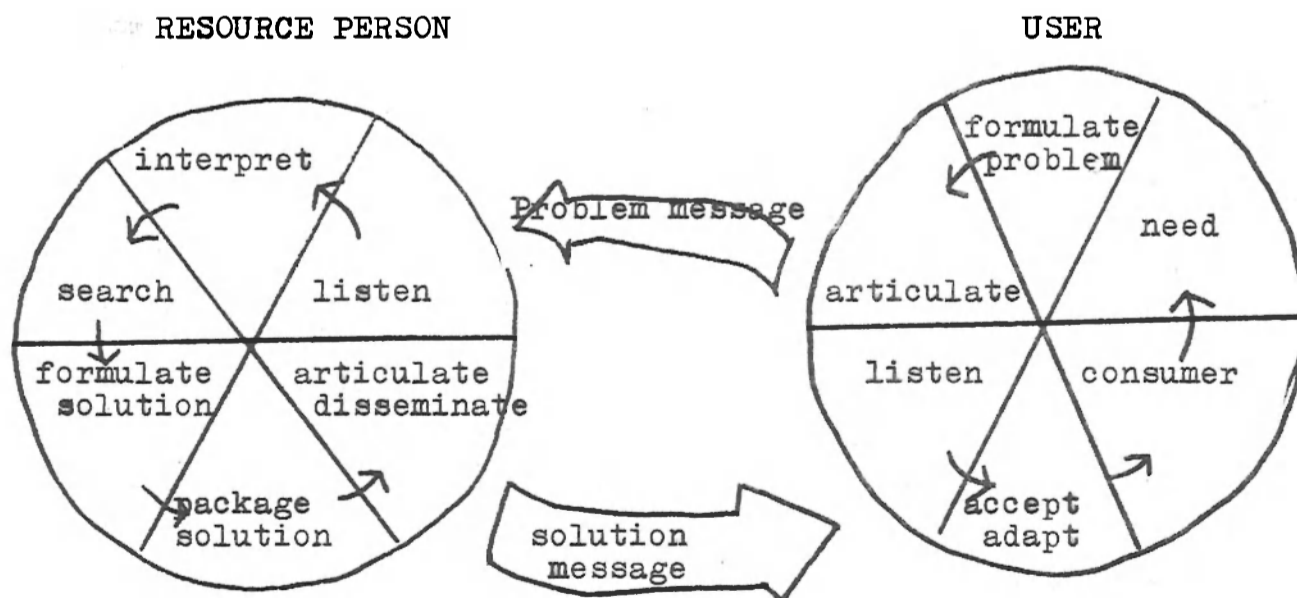 RESOURCE PERSON
USER
interpret
search
listen
formulate
solution
articulate
disseminate
package
solution
Problem message
solution
message
formulate
problem
need
articulate
listen
consumer
accept
adapt